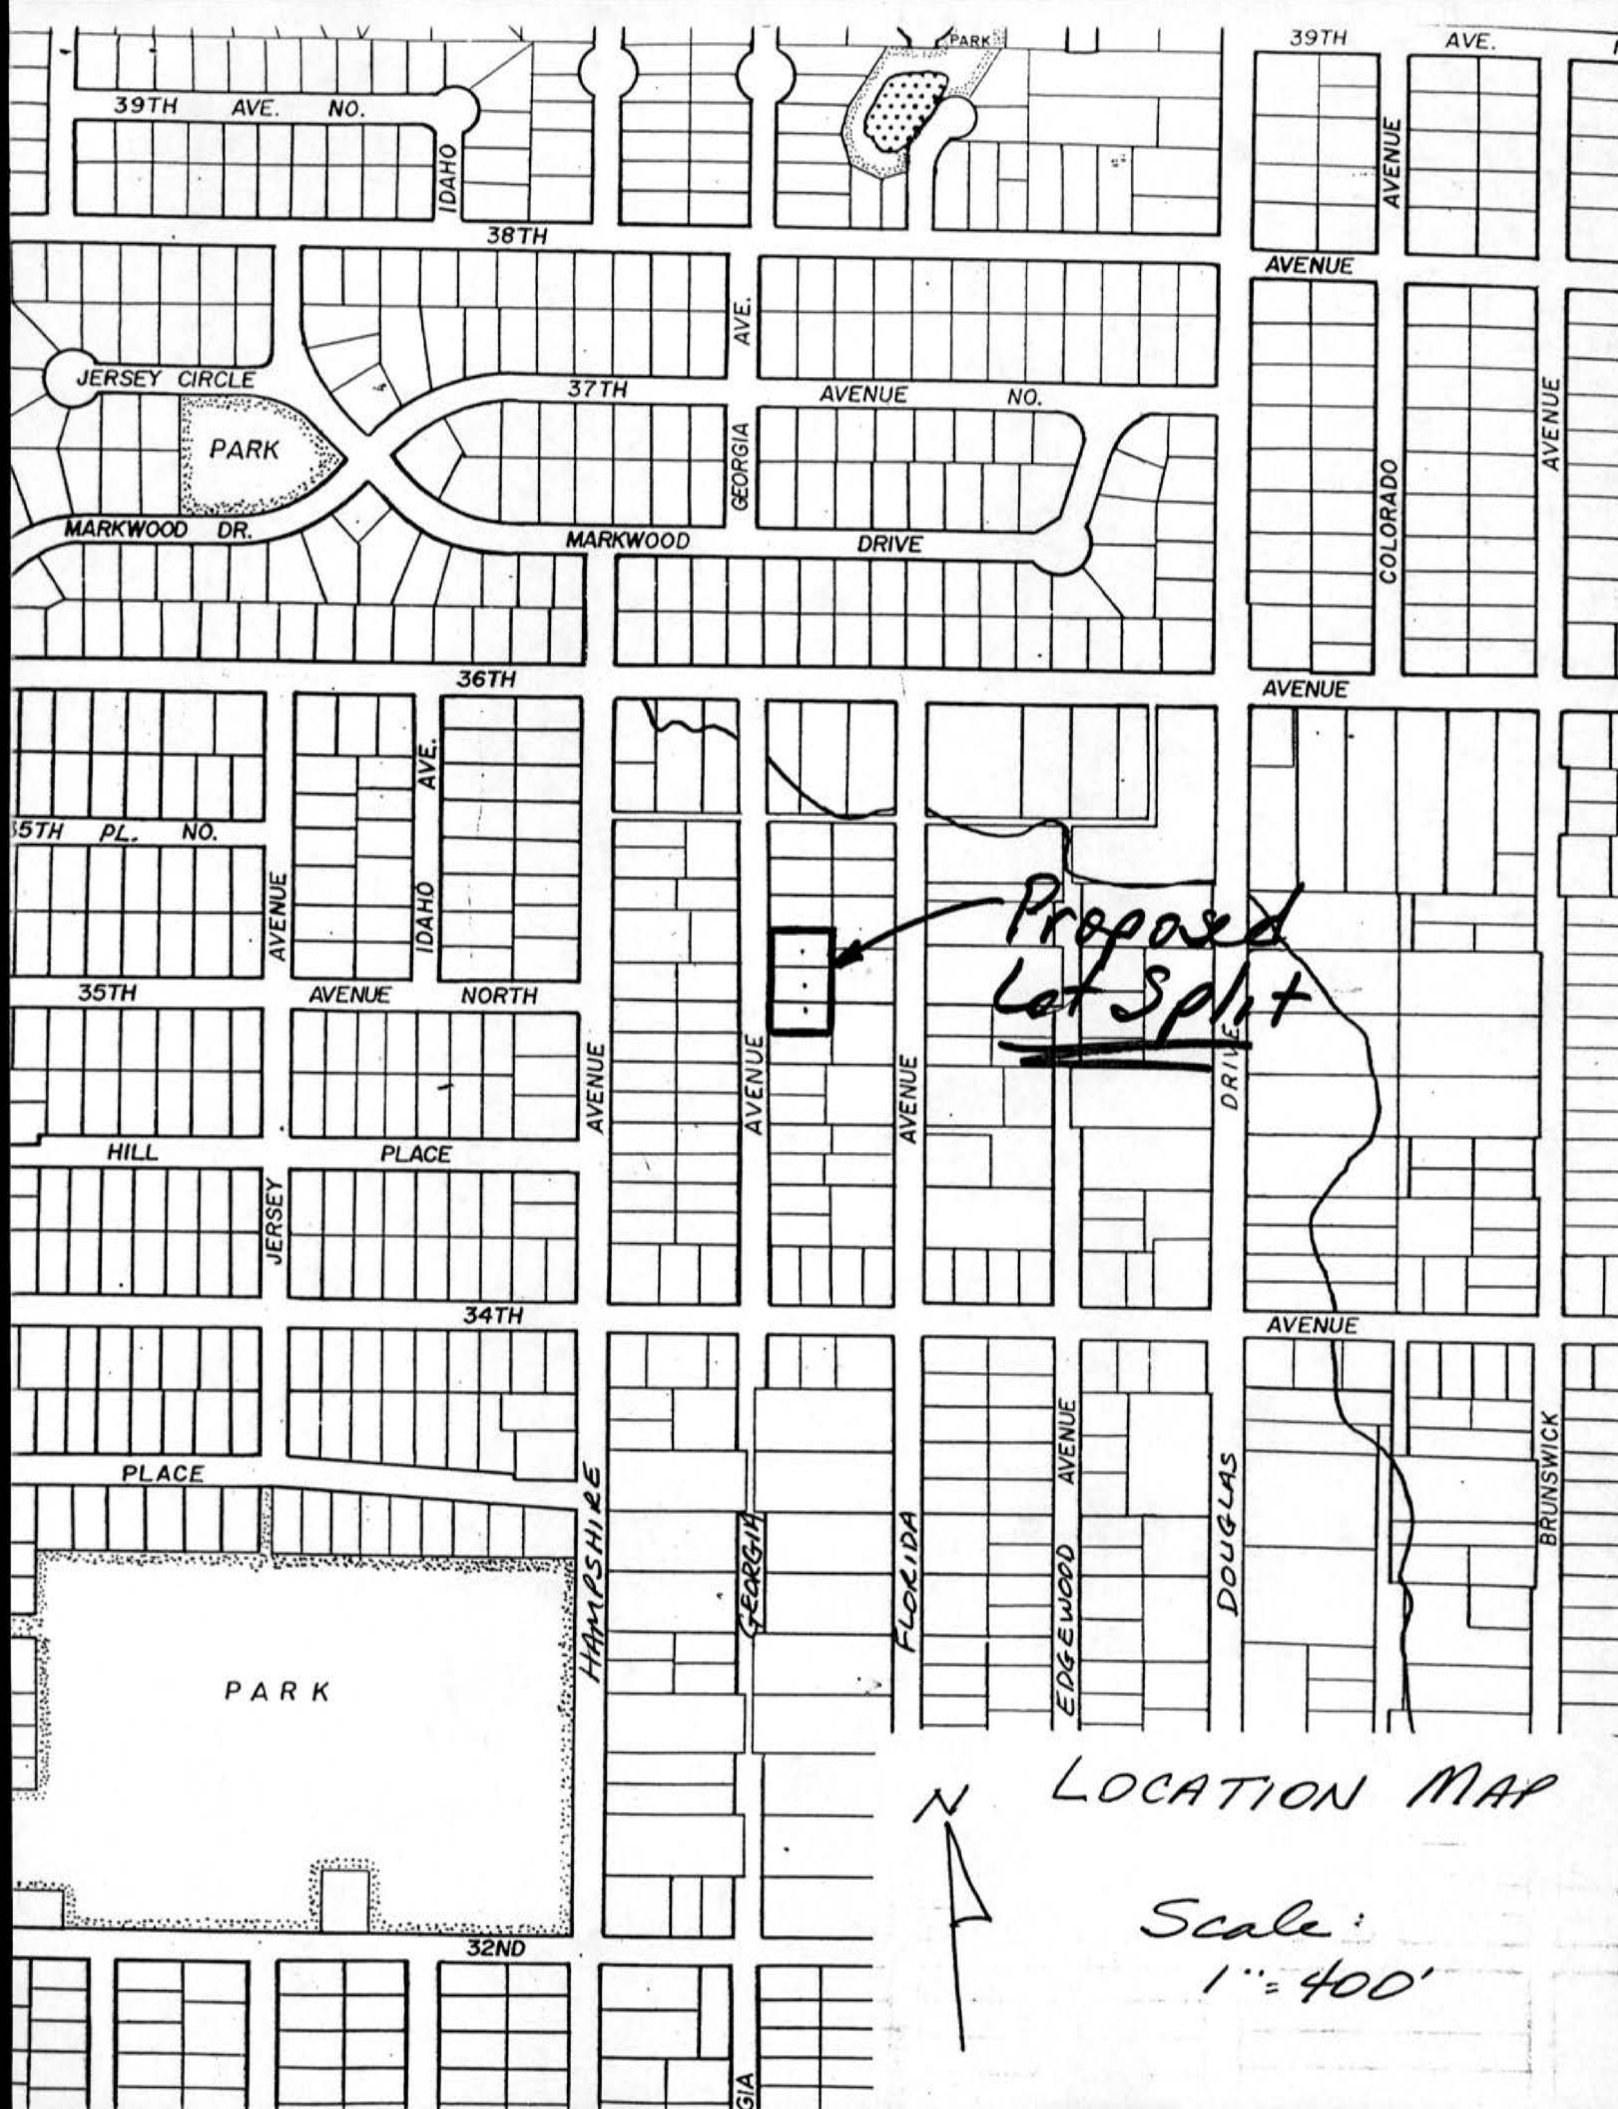 PARK
39TH AVE.
39TH AVE. NO.
IDAHO
AVENUE
38TH
AVENUE
AVE.
JERSEY CIRCLE
37TH
AVENUE NO.
AVENUE
PARK
GEORGIA
COLORADO
MARKWOOD DR.
MARKWOOD
DRIVE
36TH
AVENUE
AVE.
35TH PL. NO.
IDAHO
AVENUE
Proposed
Lot Split
35TH
AVENUE NORTH
AVENUE
AVENUE
AVENUE
DRIVE
HILL
PLACE
JERSEY
34TH
AVENUE
PLACE
HAMPSHIRE
GEORGIA
FLORIDA
EDGEWOOD AVENUE
DOUGLAS
BRUNSWICK
PARK
N
LOCATION MAP
Scale:
1"=400'
32ND
GIA